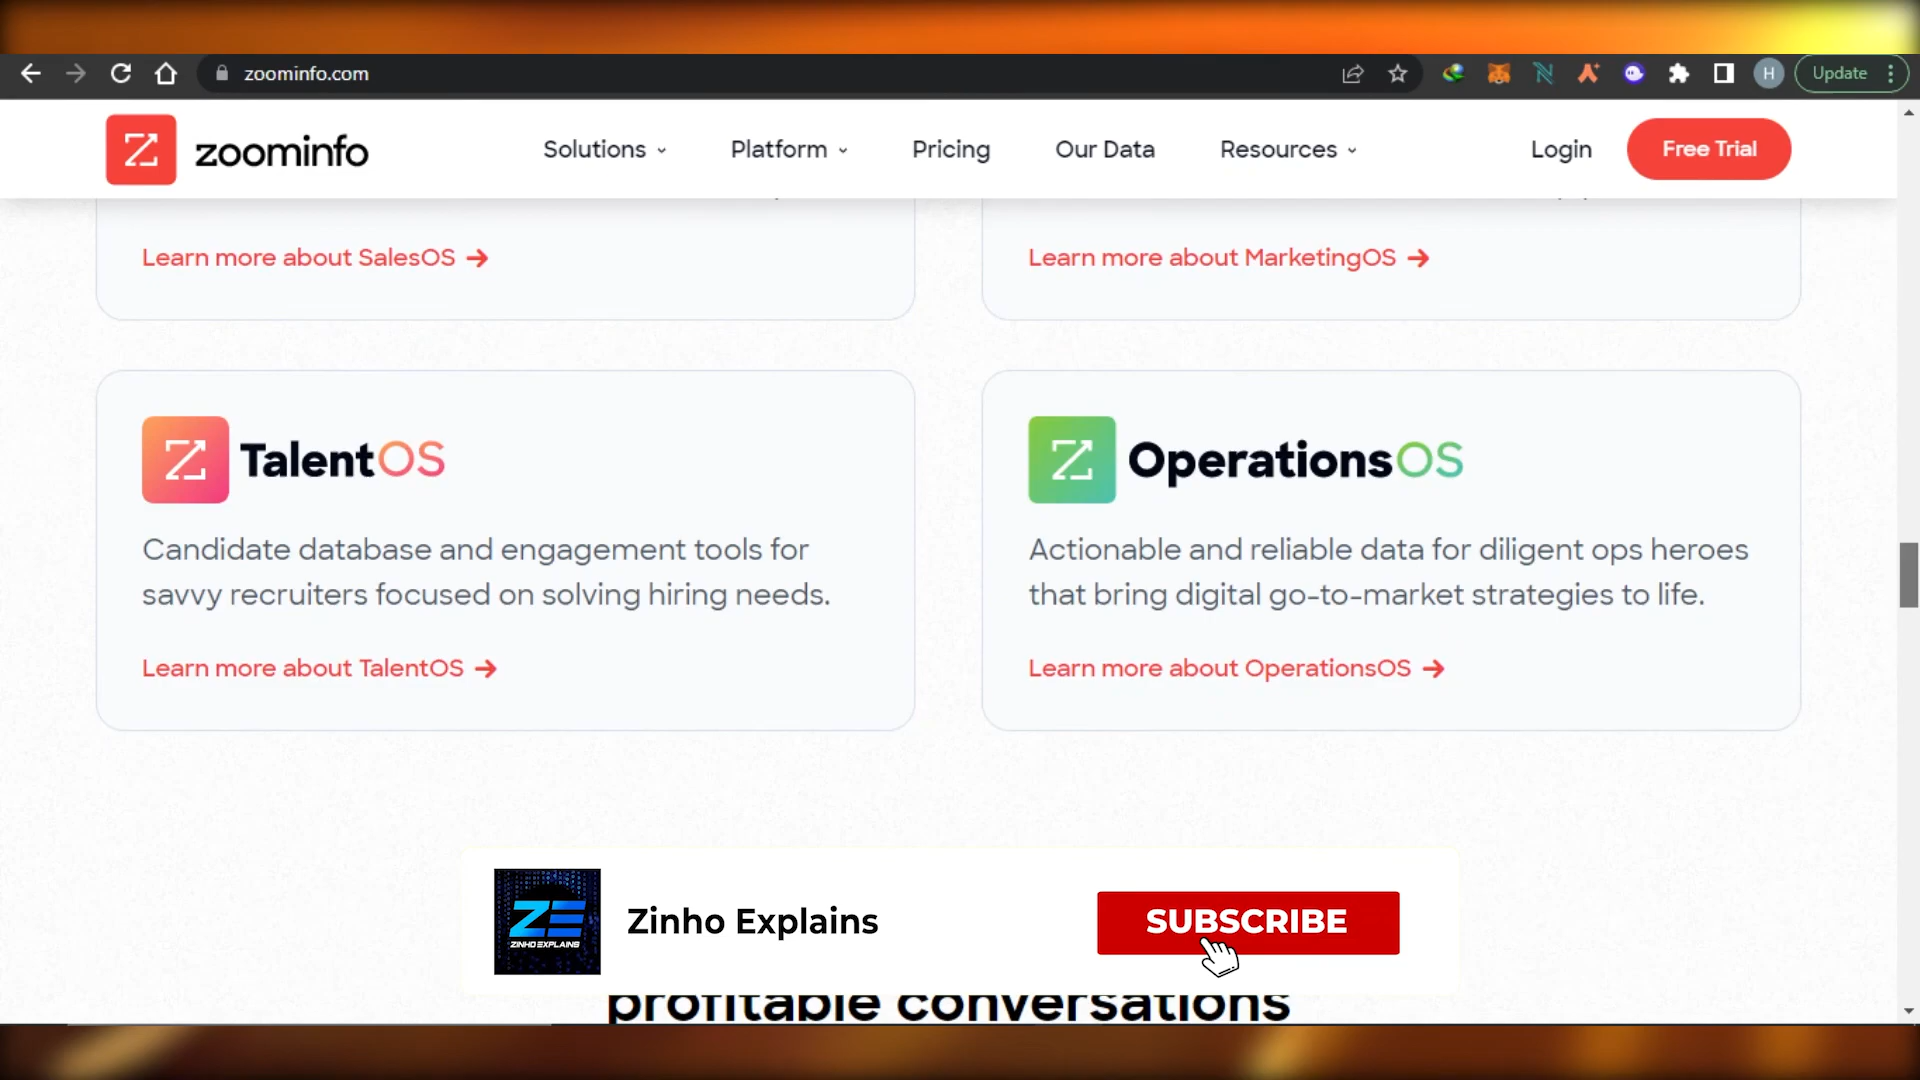 zoominfo.com
H
Update
zoominfo
Solutions
Platform
Pricing
Our Data
Resources
Login
Free Trial
Learn more about SalesOS →
Learn more about MarketingOS →
TalentOS
Candidate database and engagement tools for
savvy recruiters focused on solving hiring needs.
Learn more about TalentOS →
OperationsOS
Actionable and reliable data for diligent ops heroes
that bring digital go-to-market strategies to life.
Learn more about OperationsOS →
ZE
ZINHO EXPLAINS
Zinho Explains
SUBSCRIBE
profitable conversations